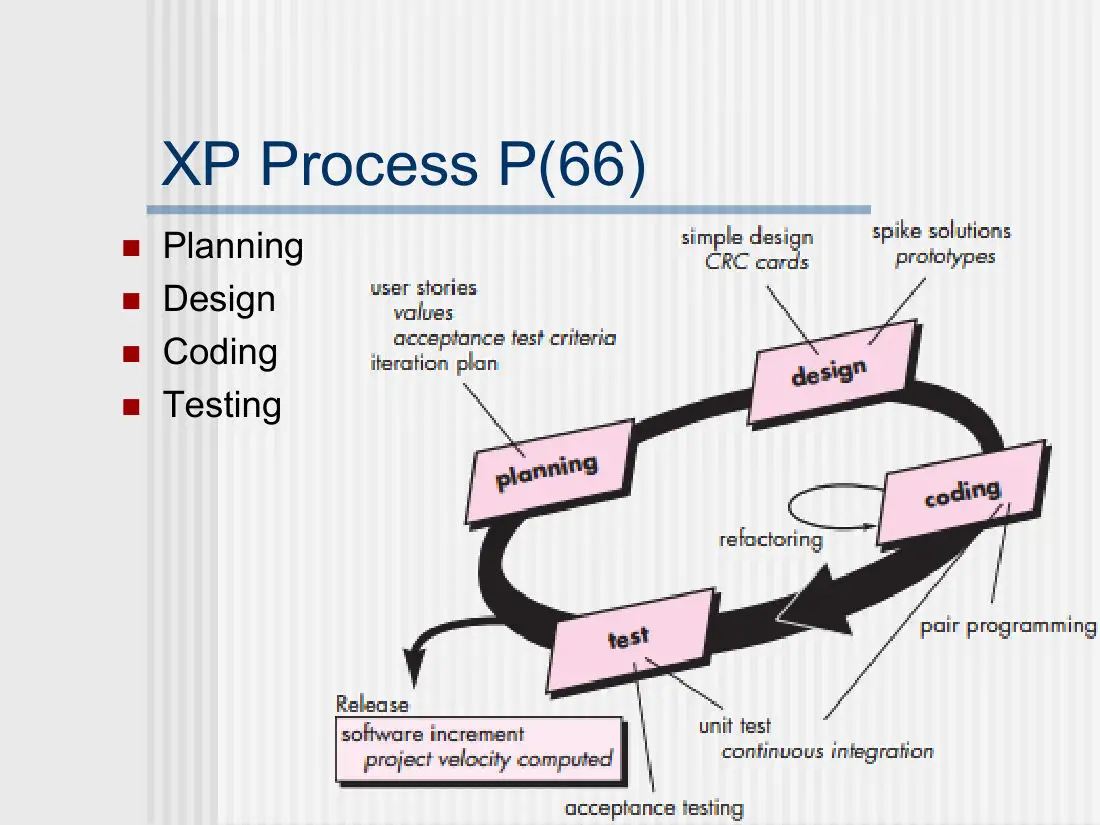 XP Process P(66)
Planning
Design
Coding
Testing
user stories
values
acceptance test criteria
iteration plan
simple design
CRC cards
spike solutions
prototypes
design
planning
coding
refactoring
test
pair programming
Release
software increment
project velocity computed
unit test
continuous integration
acceptance testing